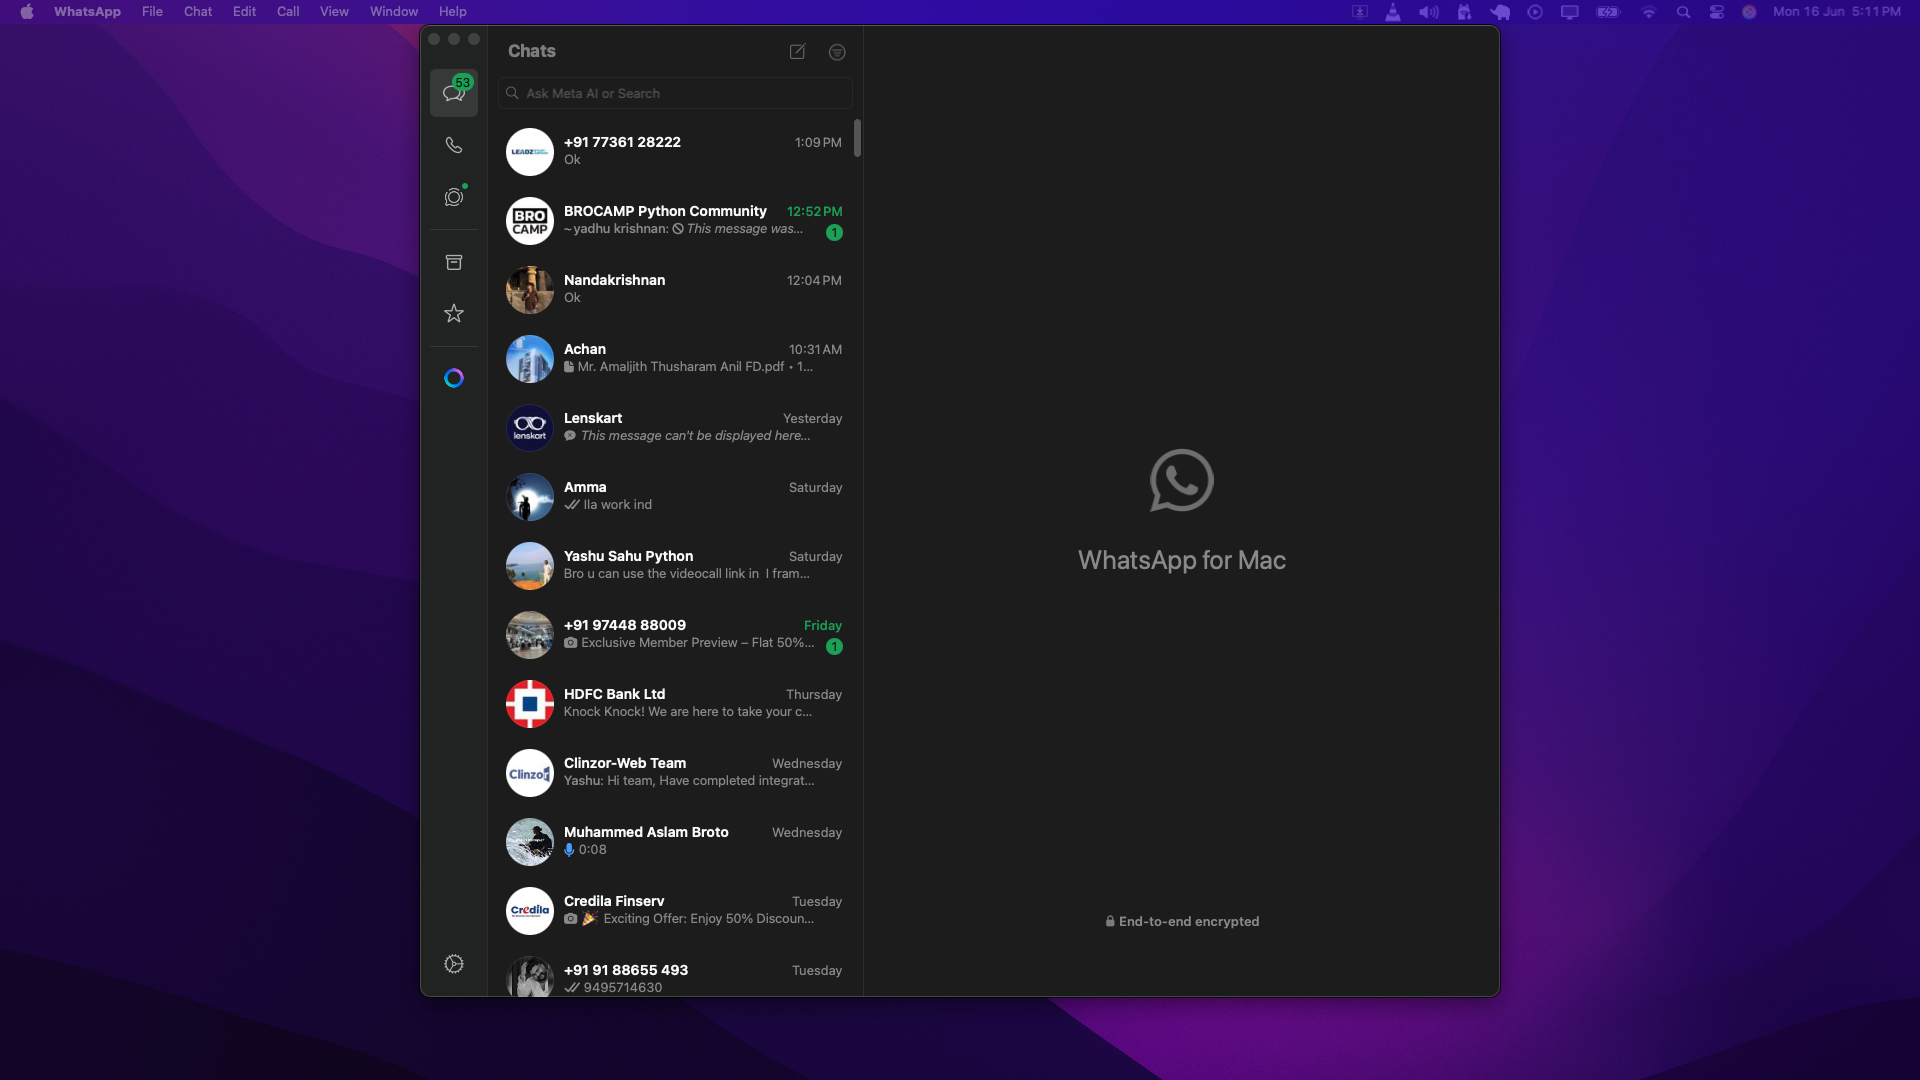 WhatsApp File Chat Edit Call View Window Help
Mon 16 Jun 5:11 PM
53
Chats
Ask Meta AI or Search
LEADZ
+91 77361 28222 1:09 PM
Ok
BRO CAMP
BROCAMP Python Community 12:52 PM
~yadhu krishnan: This message was... 1
Nandakrishnan 12:04 PM
Ok
Achan 10:31 AM
Mr. Amaljith Thusharam Anil FD.pdf • 1...
lenskart
Lenskart Yesterday
This message can't be displayed here...
Amma Saturday
Ila work ind
Yashu Sahu Python Saturday
Bro u can use the videocall link in I fram...
+91 97448 88009 Friday
Exclusive Member Preview – Flat 50%... 1
HDFC Bank Ltd Thursday
Knock Knock! We are here to take your c...
Clinzor-Web Team Wednesday
Yashu: Hi team, Have completed integrat...
Muhammed Aslam Broto Wednesday
0:08
Credila
Credila Finserv Tuesday
🎉 Exciting Offer: Enjoy 50% Discoun...
+91 91 88655 493 Tuesday
9495714630
WhatsApp for Mac
End-to-end encrypted